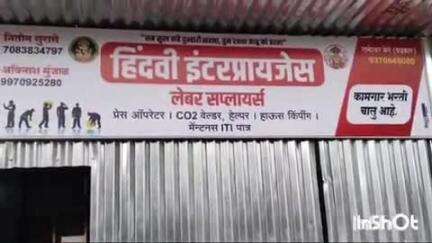 नितीन घुरामे
7083834797
अविनाश मुंजाळ
9970925280
हिंदवी इंटरप्रायजेस
लेबर सप्लायर्स
प्रेस ऑपरेटर । CO2 वेल्डर, हेल्पर । हाऊस किंपींग ।
मेंन्टनस ITI पात्र
9370648080
कामगार भरती
चालु आहे.
InShOt